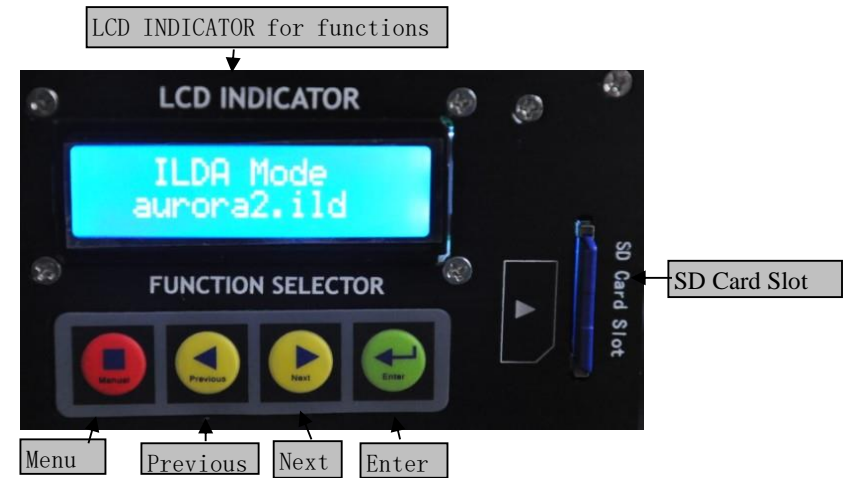 LCD INDICATOR for functions
LCD INDICATOR
ILDA Mode
aurora2.ild
FUNCTION SELECTOR
SD Card Slot
SD Card Slot
Manual
Previous
Next
Enter
Menu
Previous
Next
Enter